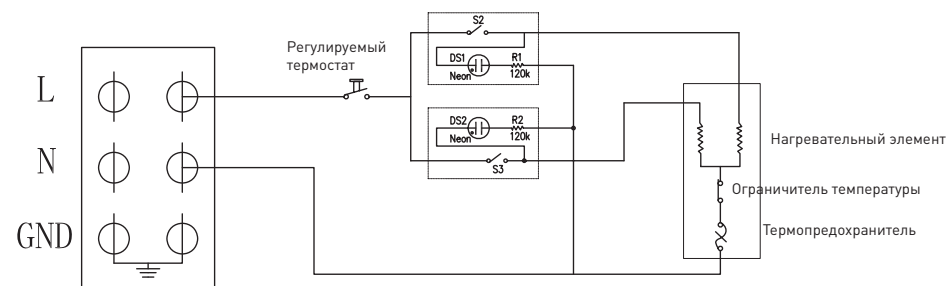 S2
Регулируемый
термостат
DS1
R1
Neon
120k
L
DS2
R2
Neon
120k
Нагревательный элемент
N
S3
Ограничитель температуры
GND
Термопредохранитель